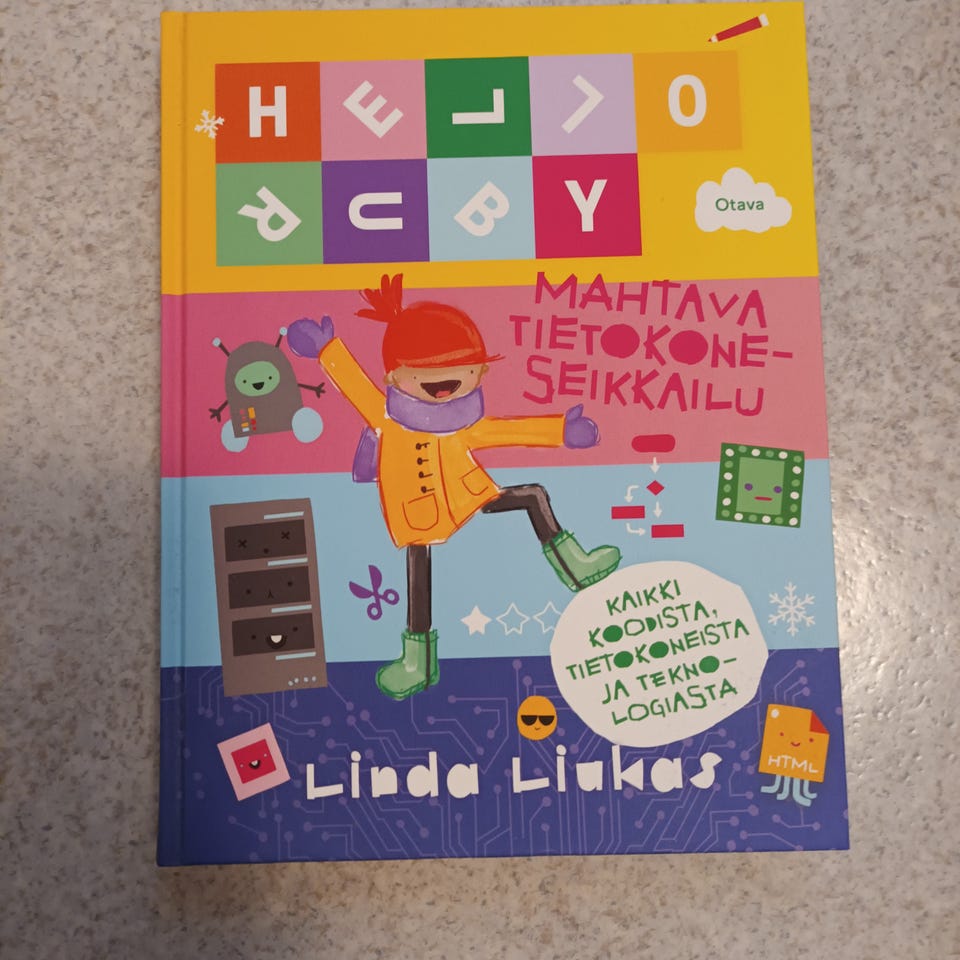 HELLO
RUBY
Otava
MAHTAVA
TIETOKONE-
SEIKKAILU
KAIKKI
KOODISTA,
TIETOKONEISTA
JA TEKNO-
LOGIASTA
HTML
Linda Liukas